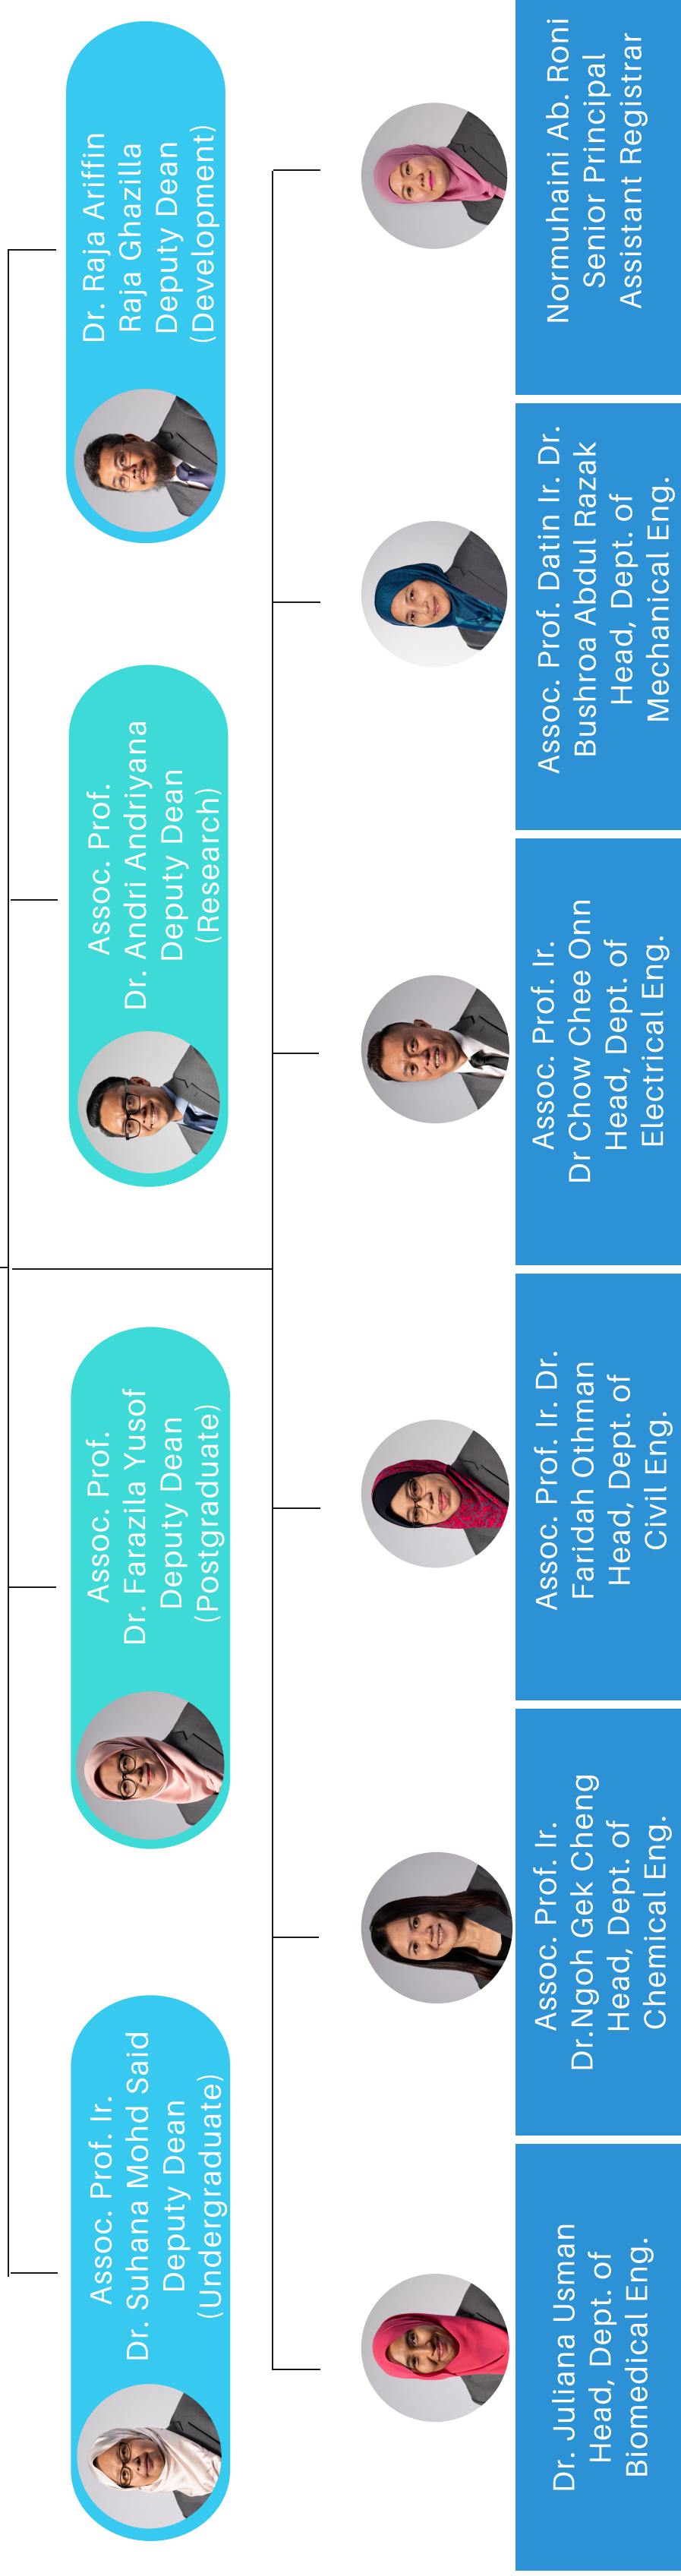 Assoc. Prof. Ir.
Dr. Suhana Mohd Said
Deputy Dean
(Undergraduate)
Assoc. Prof.
Dr. Farazila Yusof
Deputy Dean
(Postgraduate)
Assoc. Prof.
Dr. Andri Andriyana
Deputy Dean
(Research)
Dr. Raja Ariffin
Raja Ghazilla
Deputy Dean
(Development)
Dr. Juliana Usman
Head, Dept. of
Biomedical Eng.
Assoc. Prof. Ir.
Dr.Ngoh Gek Cheng
Head, Dept. of
Chemical Eng.
Assoc. Prof. Ir. Dr.
Faridah Othman
Head, Dept. of
Civil Eng.
Assoc. Prof. Ir.
Dr Chow Chee Onn
Head, Dept. of
Electrical Eng.
Assoc. Prof. Datin Ir. Dr.
Bushroa Abdul Razak
Head, Dept. of
Mechanical Eng.
Normuhaini Ab. Roni
Senior Principal
Assistant Registrar